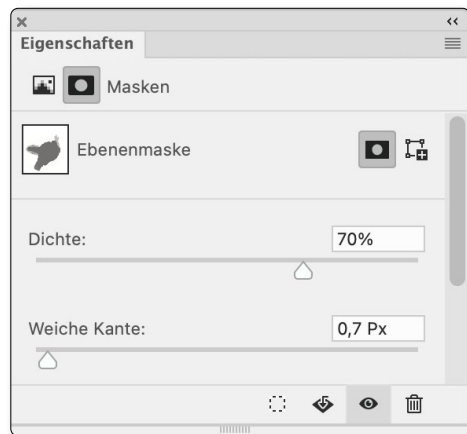 Eigenschaften
Masken
Ebenenmaske
Dichte: 70%
Weiche Kante: 0,7 Px